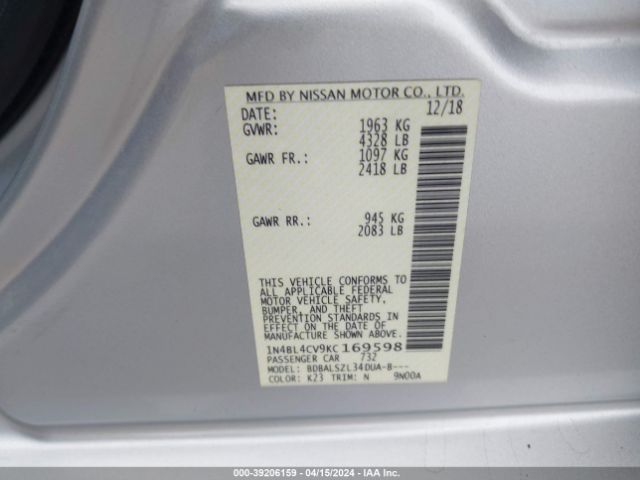 MFD BY NISSAN MOTOR CO., LTD.
DATE: 12/18
GVWR: 1963 KG
4328 LB
GAWR FR.: 1097 KG
2418 LB
GAWR RR.: 945 KG
2083 LB
THIS VEHICLE CONFORMS TO
ALL APPLICABLE FEDERAL
MOTOR VEHICLE SAFETY,
BUMPER, AND THEFT
PREVENTION STANDARDS IN
EFFECT ON THE DATE OF
MANUFACTURE SHOWN ABOVE.
1N4BL4CV9KC 169598
PASSENGER CAR 732
MODEL: BDBALSZL34DUA-B---
COLOR: K23 TRIM: N 9N00A
000-39206159 - 04/15/2024 - IAA Inc.